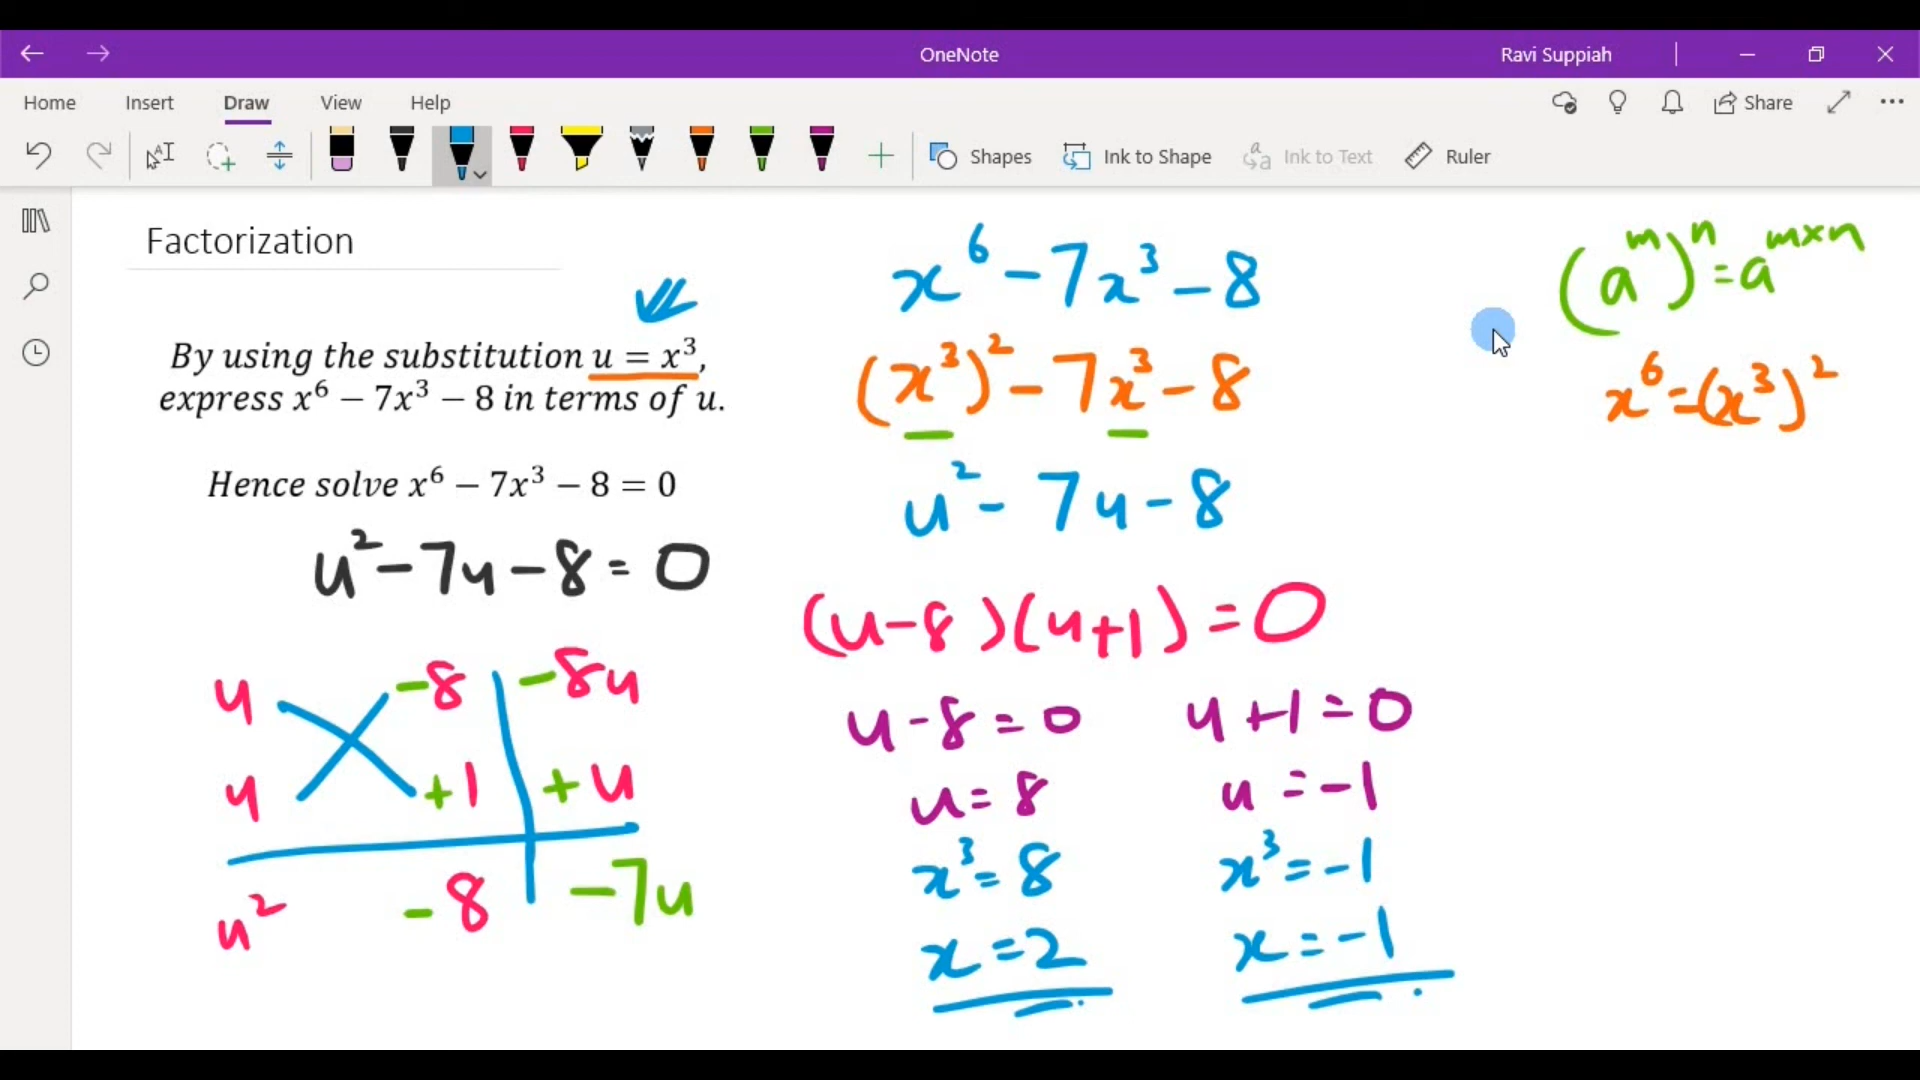 OneNote
Ravi Suppiah
Home Insert Draw View Help
Share
Shapes Ink to Shape Ink to Text Ruler
Factorization
By using the substitution u = x³,
express x⁶ − 7x³ − 8 in terms of u.
Hence solve x⁶ − 7x³ − 8 = 0
u² − 7u − 8 = 0
u −8 −8u
u +1 +u
u² −8 −7u
x⁶ − 7x³ − 8
(x³)² − 7x³ − 8
u² − 7u − 8
(u−8)(u+1) = 0
u − 8 = 0 u + 1 = 0
u = 8 u = −1
x³ = 8 x³ = −1
x = 2 x = −1
(aᵐ)ⁿ = aᵐˣⁿ
x⁶ = (x³)²